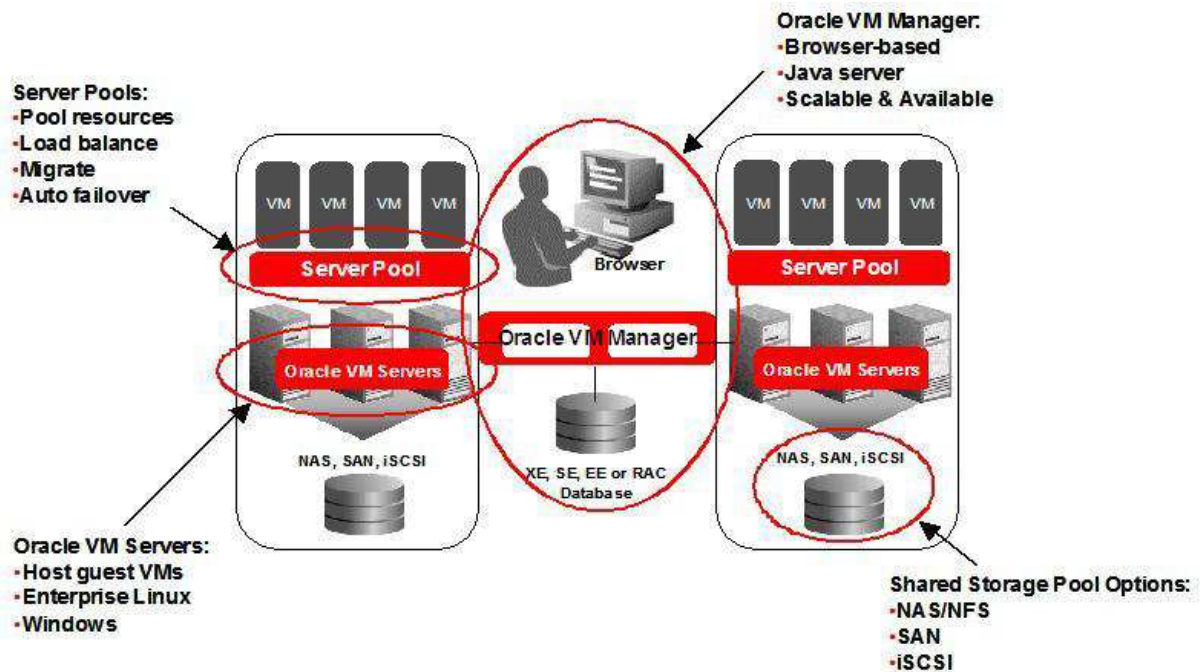 Oracle VM Manager:
•Browser-based
•Java server
•Scalable & Available
Server Pools:
•Pool resources
•Load balance
•Migrate
•Auto failover
VM VM VM VM
Server Pool
Oracle VM Servers
NAS, SAN, iSCSI
Browser
Oracle VM Manager
XE, SE, EE or RAC
Database
VM VM VM VM
Server Pool
Oracle VM Servers
NAS, SAN, iSCSI
Oracle VM Servers:
•Host guest VMs
•Enterprise Linux
•Windows
Shared Storage Pool Options:
•NAS/NFS
•SAN
•iSCSI